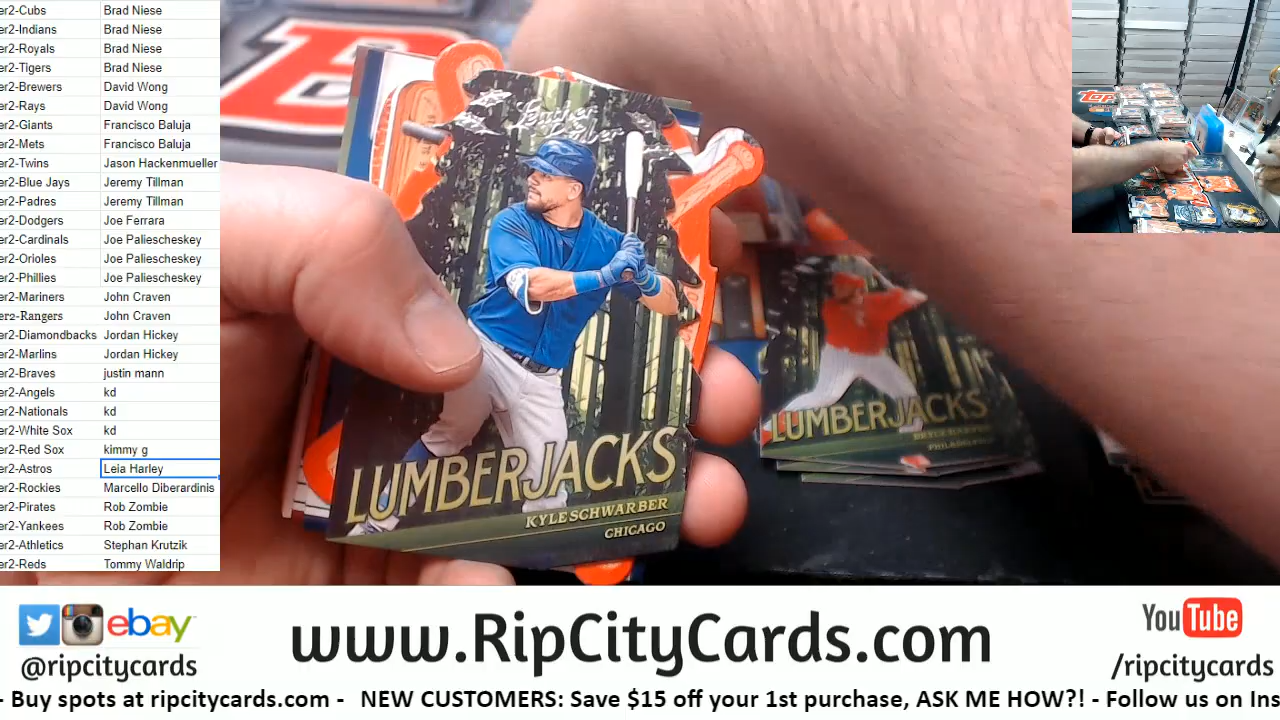 er2-Cubs Brad Niese
er2-Indians Brad Niese
er2-Royals Brad Niese
er2-Tigers Brad Niese
er2-Brewers David Wong
er2-Rays David Wong
er2-Giants Francisco Baluja
er2-Mets Francisco Baluja
er2-Twins Jason Hackenmueller
er2-Blue Jays Jeremy Tillman
er2-Padres Jeremy Tillman
er2-Dodgers Joe Ferrara
er2-Cardinals Joe Paliescheskey
er2-Orioles Joe Paliescheskey
er2-Phillies Joe Paliescheskey
er2-Mariners John Craven
er2-Rangers John Craven
er2-Diamondbacks Jordan Hickey
er2-Marlins Jordan Hickey
er2-Braves justin mann
er2-Angels kd
er2-Nationals kd
er2-White Sox kd
er2-Red Sox kimmy g
er2-Astros Leia Harley
er2-Rockies Marcello Diberardinis
er2-Pirates Rob Zombie
er2-Yankees Rob Zombie
er2-Athletics Stephan Krutzik
er2-Reds Tommy Waldrip
Leather Lumber
LUMBERJACKS
KYLE SCHWARBER
CHICAGO
LUMBERJACKS
BRYCE HARPER
PHILADELPHIA
Topps
ebay
@ripcitycards
www.RipCityCards.com
YouTube
/ripcitycards
- Buy spots at ripcitycards.com - NEW CUSTOMERS: Save $15 off your 1st purchase, ASK ME HOW?! - Follow us on Ins